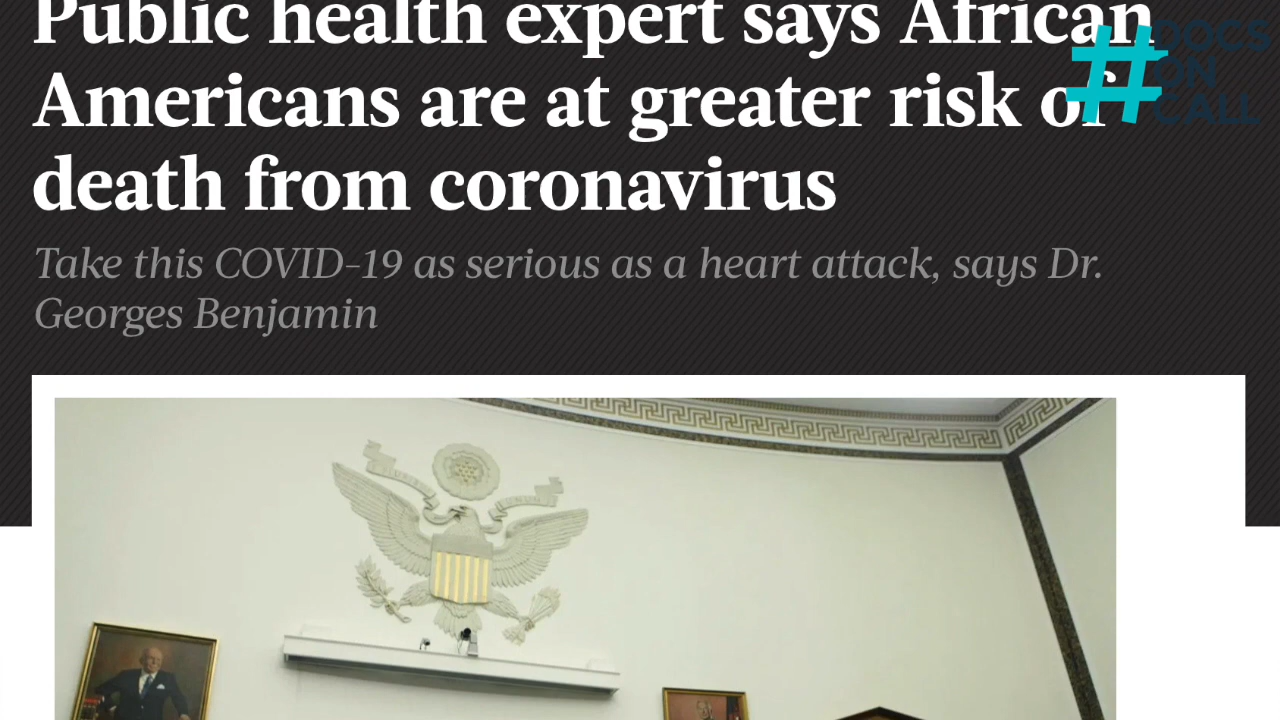 Public health expert says African
Americans are at greater risk of
death from coronavirus
Take this COVID-19 as serious as a heart attack, says Dr.
Georges Benjamin
#DOCS
ON
CALL